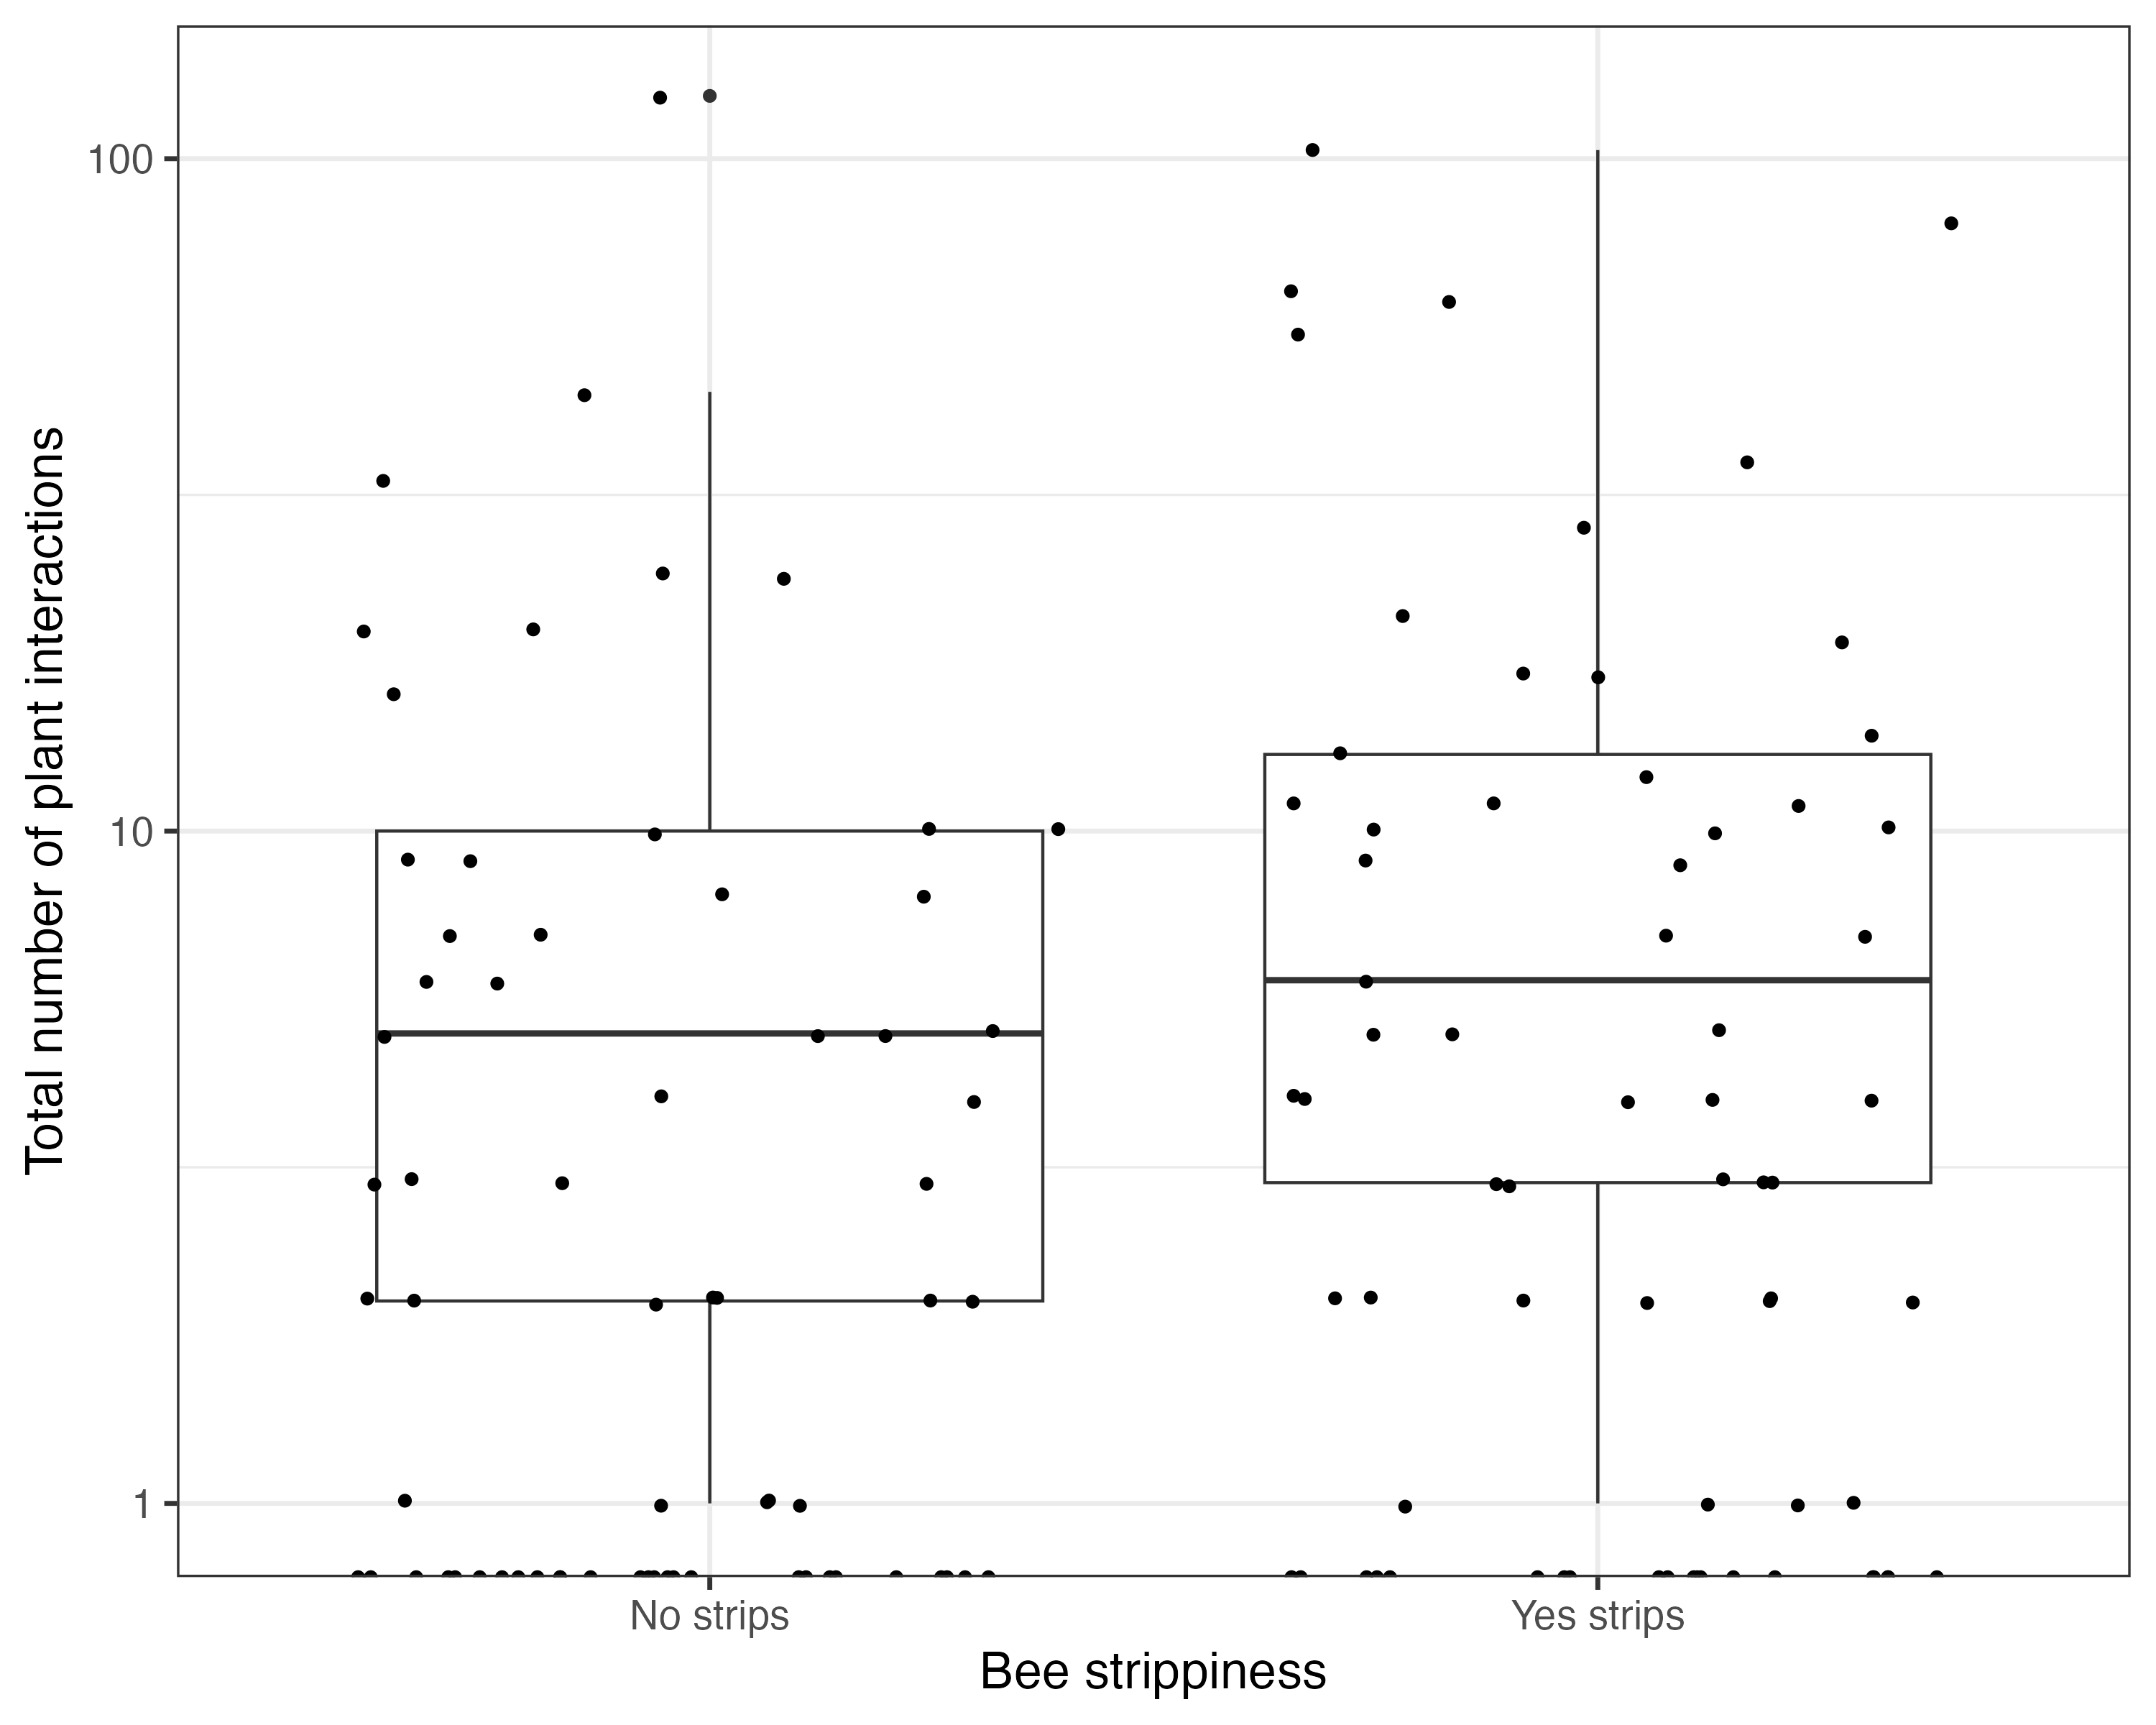 Total number of plant interactions
100
10
1
No strips
Yes strips
Bee strippiness